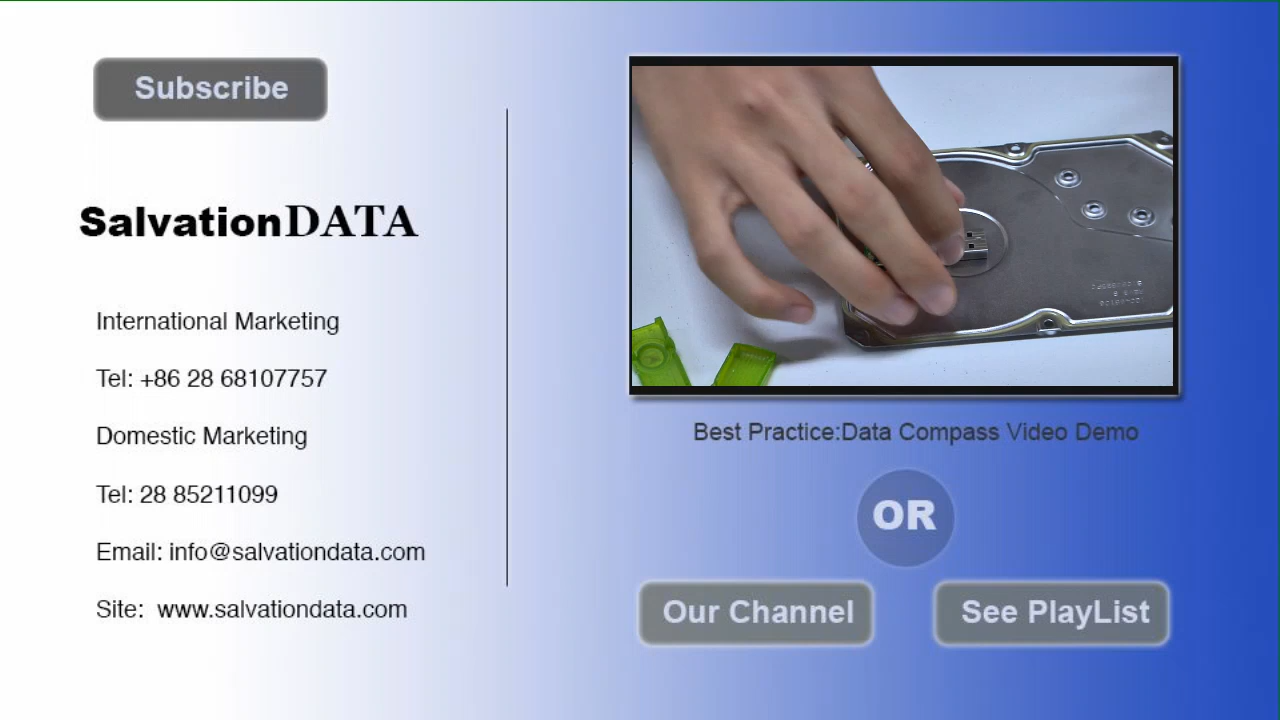 Subscribe
SalvationDATA
International Marketing
Tel: +86 28 68107757
Domestic Marketing
Tel: 28 85211099
Email: info@salvationdata.com
Site: www.salvationdata.com
Best Practice:Data Compass Video Demo
OR
Our Channel
See PlayList